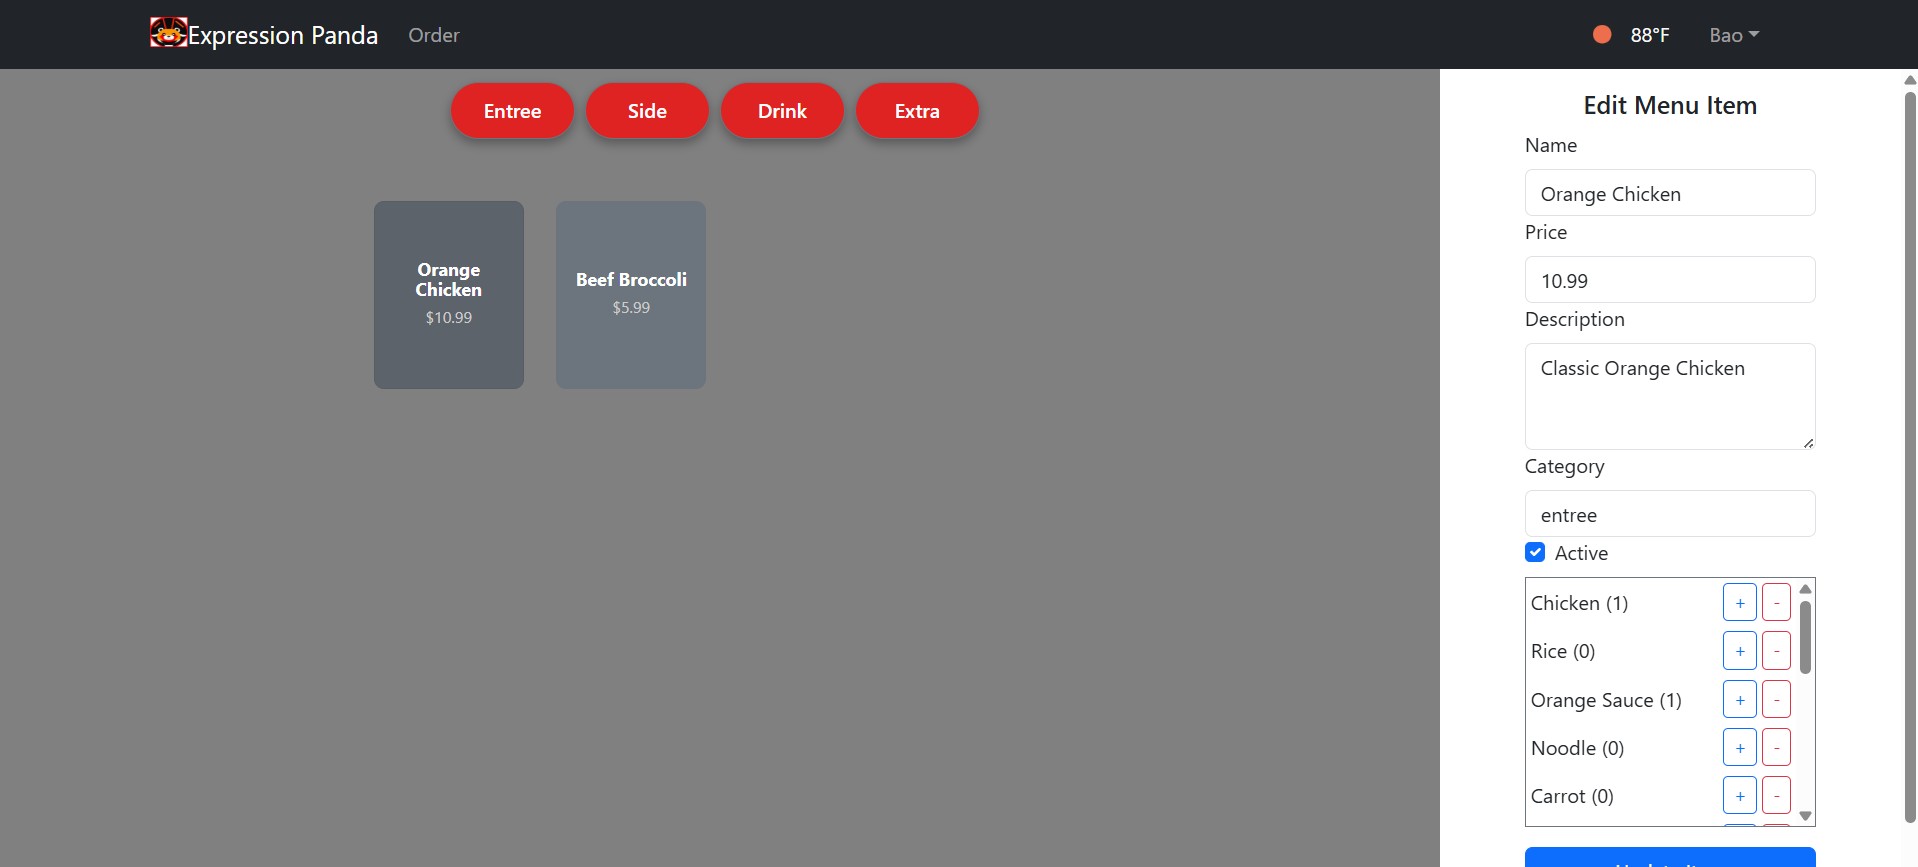 Expression Panda Order 88°F Bao
Entree Side Drink Extra
Orange
Chicken
$10.99
Beef Broccoli
$5.99
Edit Menu Item
Name
Orange Chicken
Price
10.99
Description
Classic Orange Chicken
Category
entree
Active
Chicken (1) + -
Rice (0) + -
Orange Sauce (1) + -
Noodle (0) + -
Carrot (0) + -